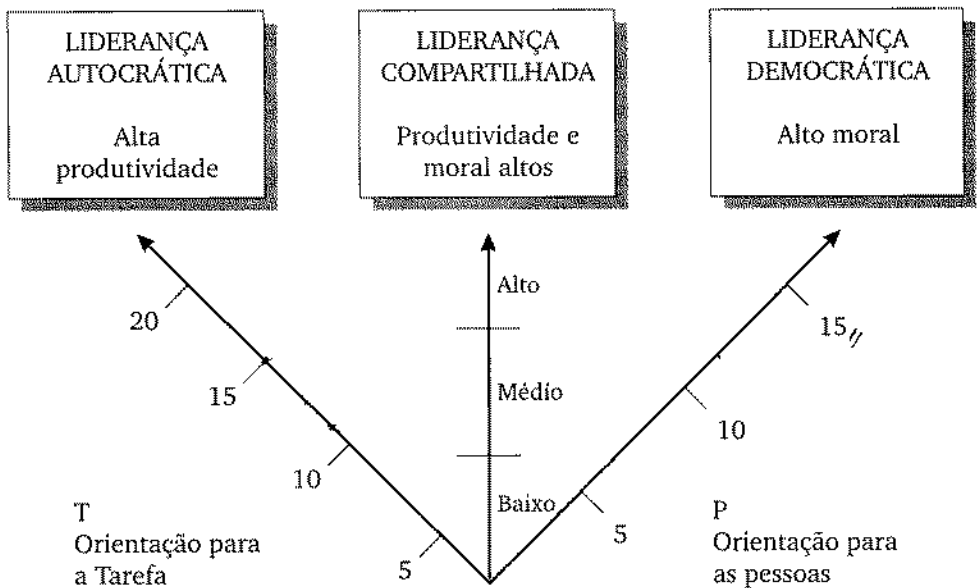 LIDERANÇA
AUTOCRÁTICA
Alta
produtividade
LIDERANÇA
COMPARTILHADA
Produtividade e
moral altos
LIDERANÇA
DEMOCRÁTICA
Alto moral
20
15
10
5
Alto
Médio
Baixo
15
10
5
T
Orientação para
a Tarefa
P
Orientação para
as pessoas